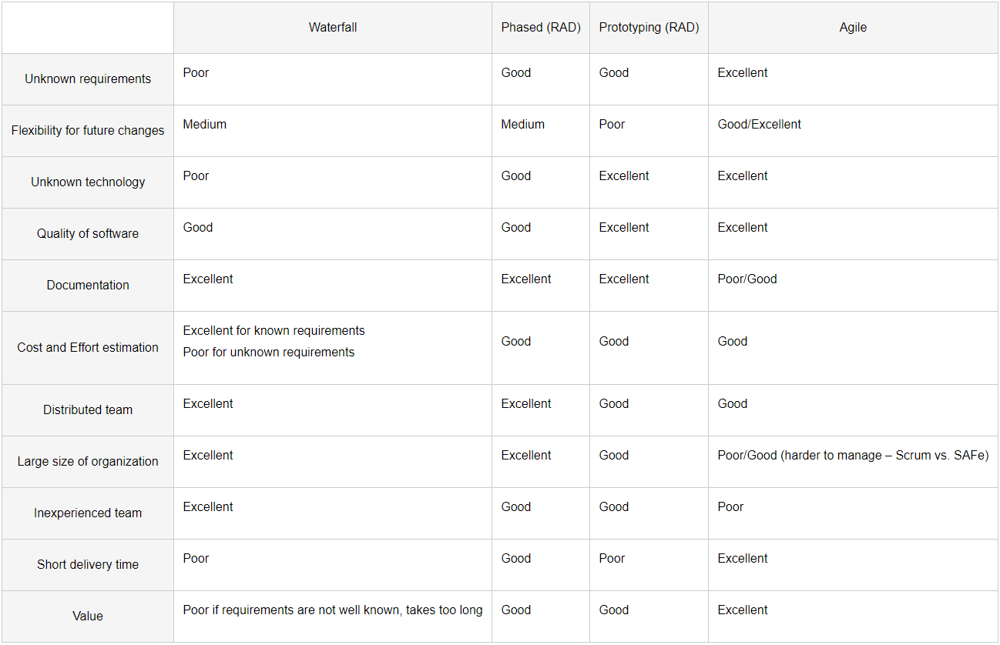 Waterfall
Phased (RAD)
Prototyping (RAD)
Agile
Unknown requirements
Poor
Good
Good
Excellent
Flexibility for future changes
Medium
Medium
Poor
Good/Excellent
Unknown technology
Poor
Good
Excellent
Excellent
Quality of software
Good
Good
Excellent
Excellent
Documentation
Excellent
Excellent
Excellent
Poor/Good
Cost and Effort estimation
Excellent for known requirements
Poor for unknown requirements
Good
Good
Good
Distributed team
Excellent
Excellent
Good
Good
Large size of organization
Excellent
Excellent
Good
Poor/Good (harder to manage – Scrum vs. SAFe)
Inexperienced team
Excellent
Good
Good
Poor
Short delivery time
Poor
Good
Poor
Excellent
Value
Poor if requirements are not well known, takes too long
Good
Good
Excellent